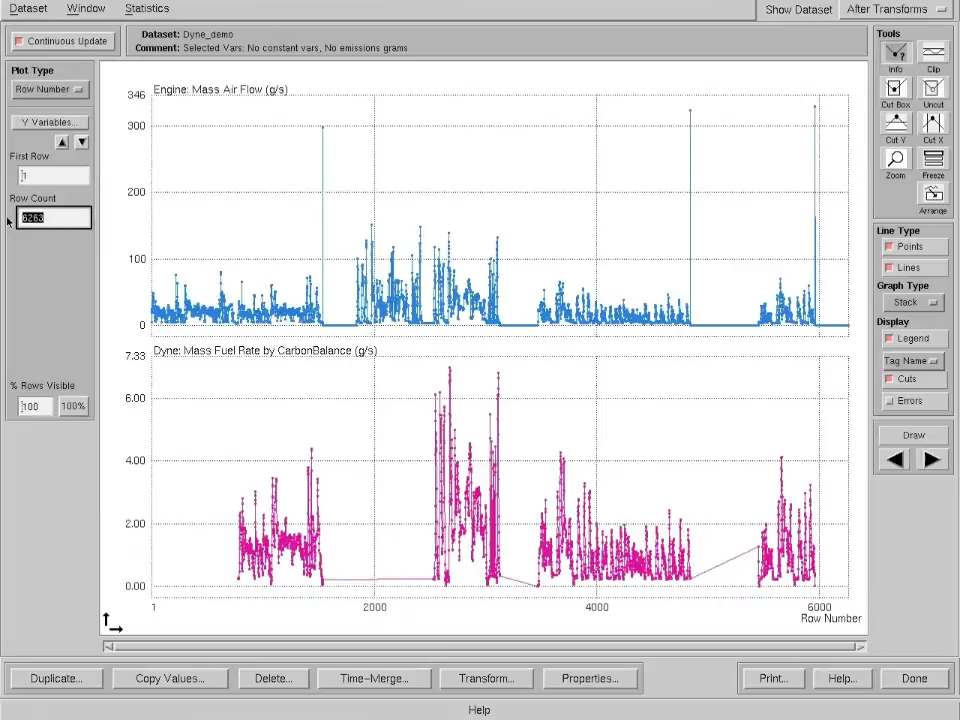 Dataset Window Statistics
Show Dataset After Transforms
Continuous Update
Dataset: Dyne_demo
Comment: Selected Vars: No constant vars, No emissions grams
Plot Type
Row Number
Y Variables...
First Row
1
Row Count
6263
% Rows Visible
100 100%
Engine: Mass Air Flow (g/s)
346
300
200
100
0
Dyne: Mass Fuel Rate by CarbonBalance (g/s)
7.33
6.00
4.00
2.00
0.00
1 2000 4000 6000
Row Number
Tools
Info Clip
Cut Box Uncut
Cut Y Cut X
Zoom Freeze
Arrange
Line Type
Points
Lines
Graph Type
Stack
Display
Legend
Tag Name
Cuts
Errors
Draw
Duplicate... Copy Values... Delete... Time-Merge... Transform... Properties... Print... Help... Done
Help